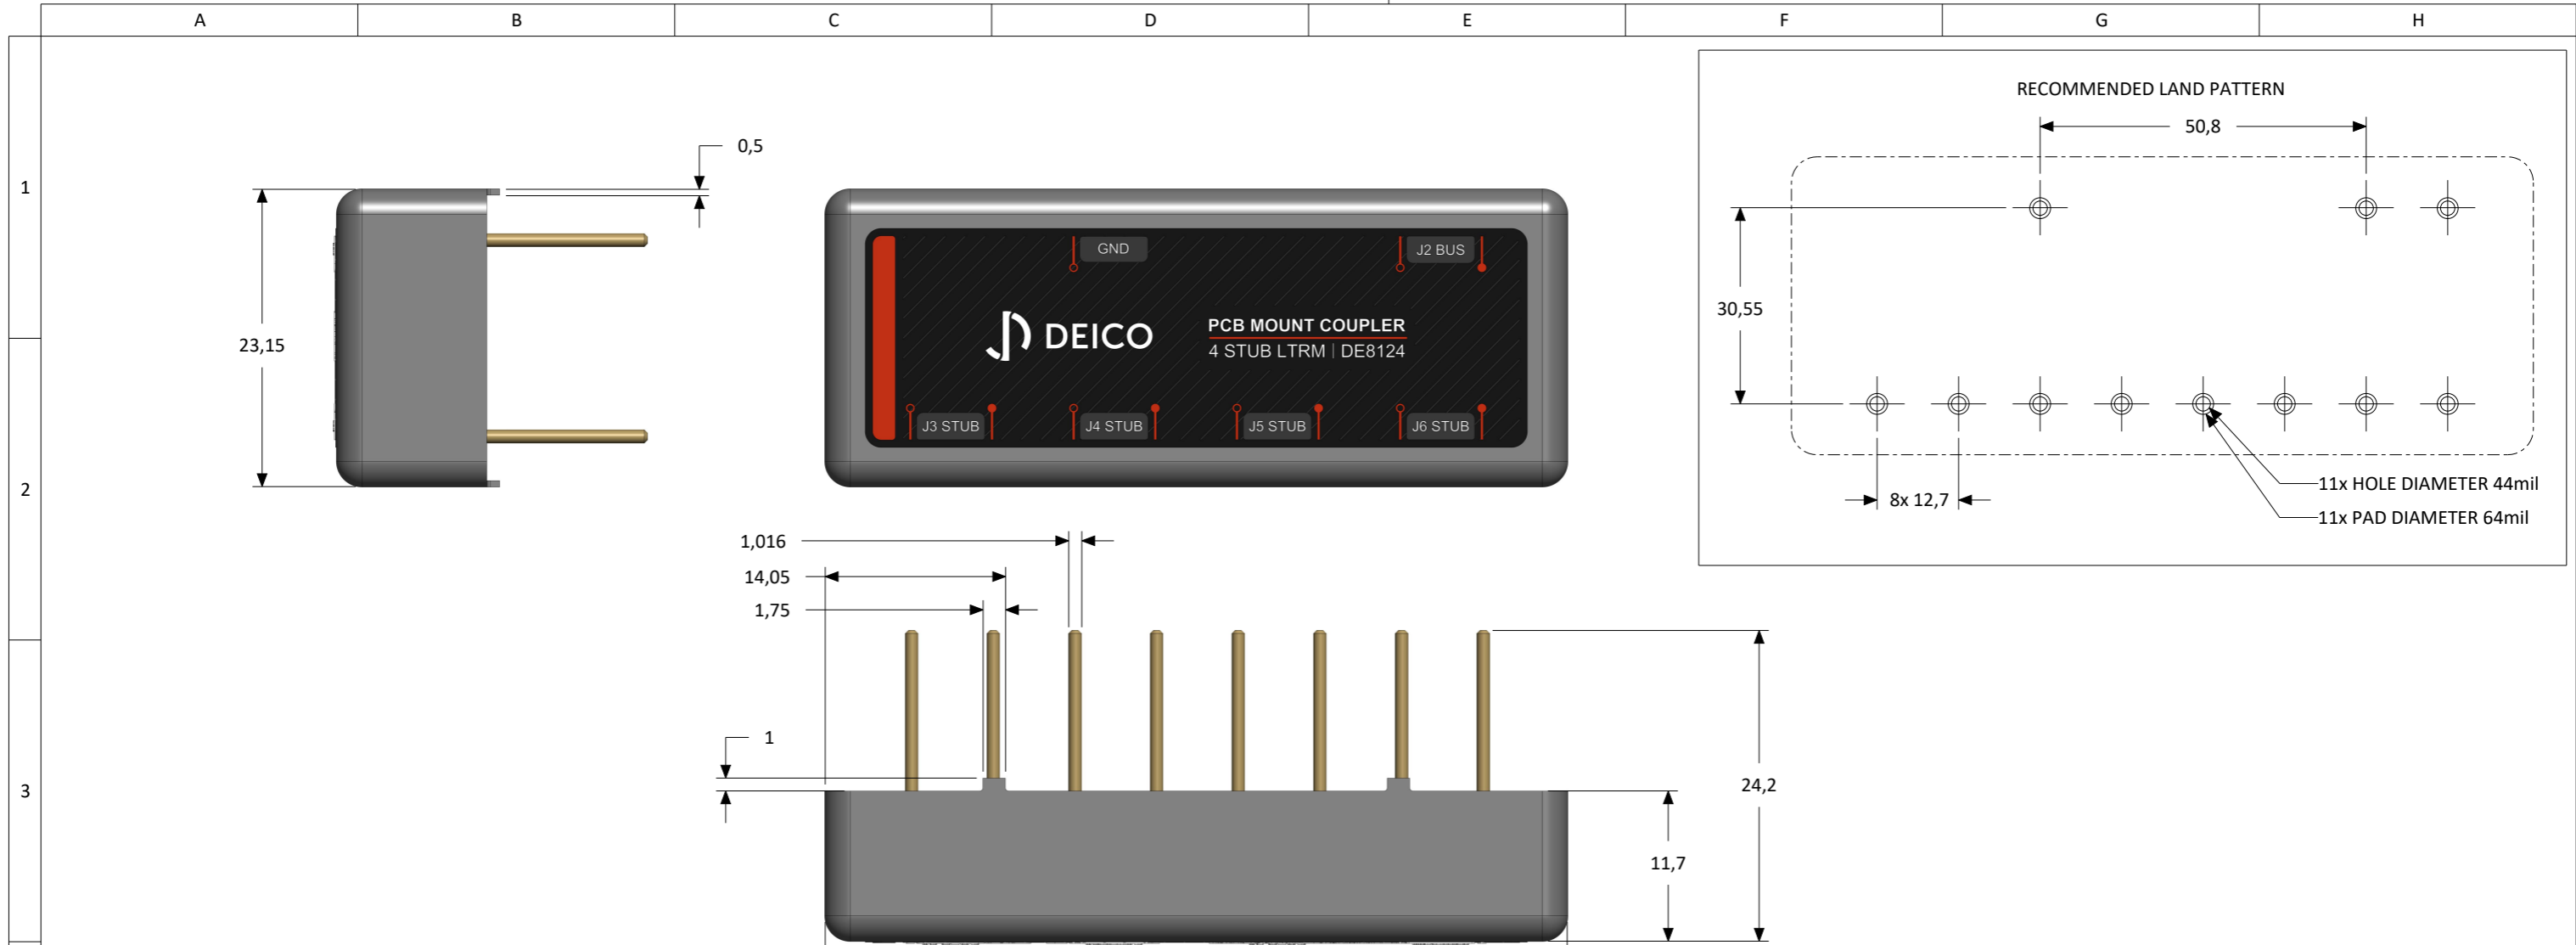 A B C D E F G H
1
2
3
RECOMMENDED LAND PATTERN
50,8
30,55
8x 12,7
11x HOLE DIAMETER 44mil
11x PAD DIAMETER 64mil
0,5
23,15
GND
J2 BUS
DEICO
PCB MOUNT COUPLER
4 STUB LTRM | DE8124
J3 STUB
J4 STUB
J5 STUB
J6 STUB
1,016
14,05
1,75
1
24,2
11,7